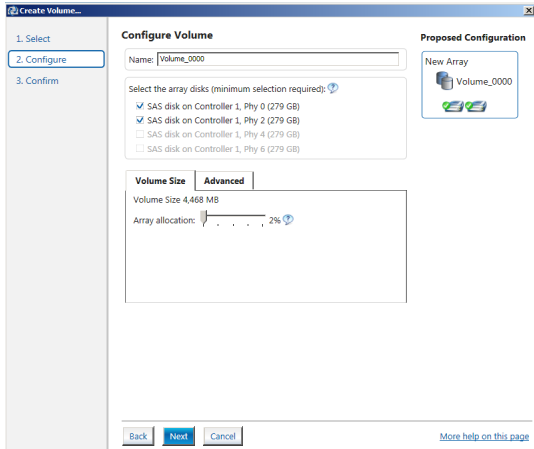 Create Volume...
1. Select
2. Configure
3. Confirm
Configure Volume
Name: Volume_0000
Select the array disks (minimum selection required):
SAS disk on Controller 1, Phy 0 (279 GB)
SAS disk on Controller 1, Phy 2 (279 GB)
SAS disk on Controller 1, Phy 4 (279 GB)
SAS disk on Controller 1, Phy 6 (279 GB)
Volume Size Advanced
Volume Size 4,468 MB
Array allocation: 2%
Proposed Configuration
New Array
Volume_0000
Back Next Cancel
More help on this page